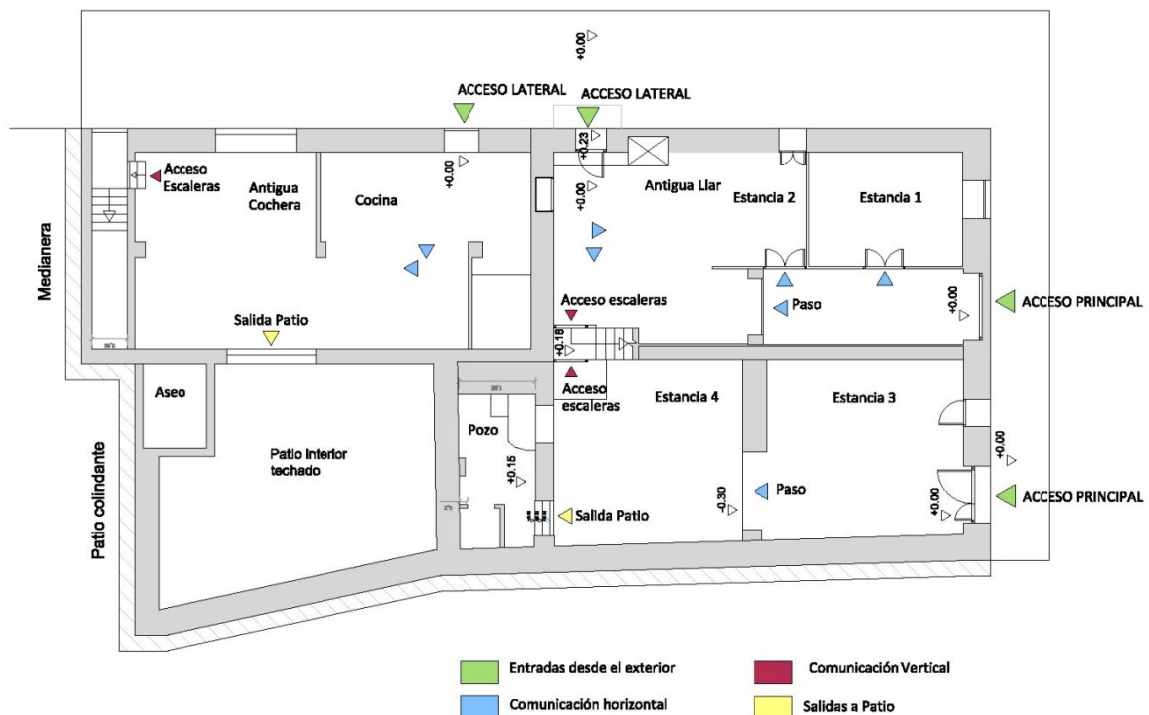 +0.00
ACCESO LATERAL
ACCESO LATERAL
+0.23
+0.00
+0.00
Acceso
Escaleras
Antigua
Cochera
Cocina
Antigua Llar
Estancia 2
Estancia 1
Medianera
Acceso escaleras
Paso
+0.00
ACCESO PRINCIPAL
Salida Patio
+0.18
Acceso
escaleras
Aseo
Estancia 4
Estancia 3
Pozo
Patio Interior
techado
+0.15
+0.00
Patio colindante
Paso
-0.30
+0.00
ACCESO PRINCIPAL
Salida Patio
Entradas desde el exterior
Comunicación Vertical
Comunicación horizontal
Salidas a Patio